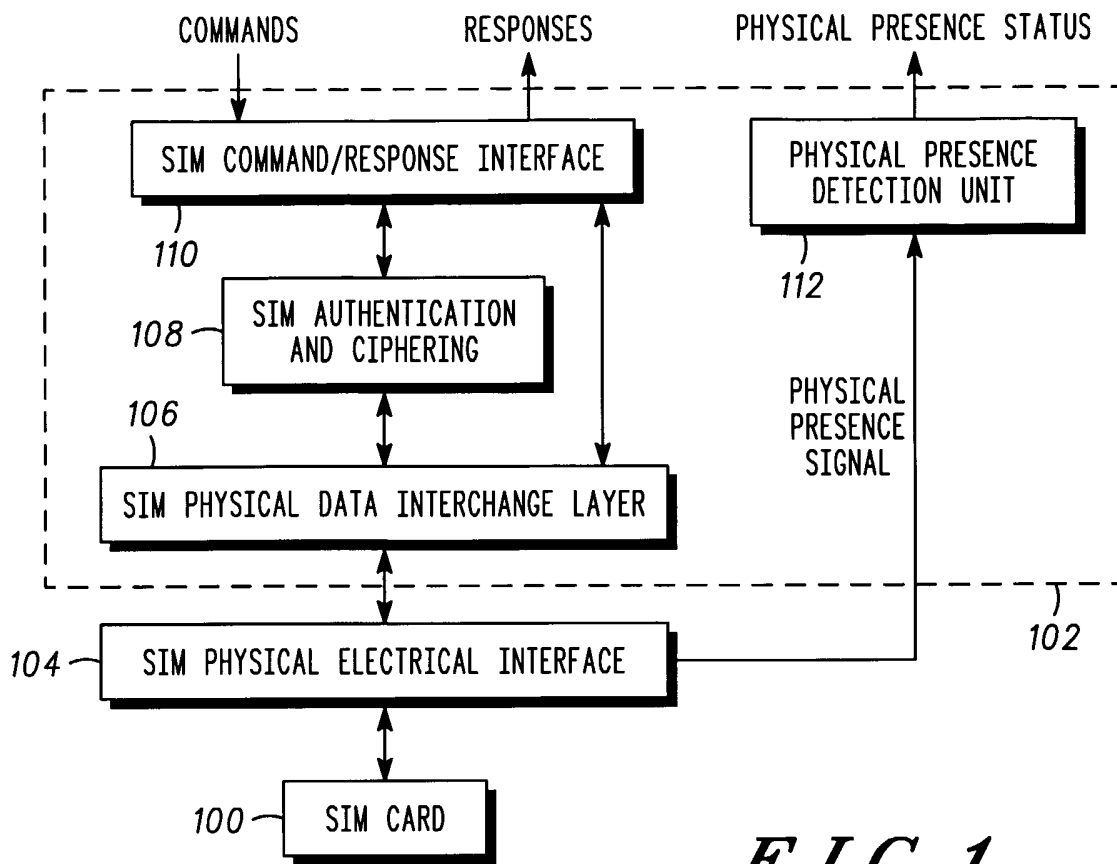 COMMANDS
RESPONSES
PHYSICAL PRESENCE STATUS
SIM COMMAND/RESPONSE INTERFACE
110
PHYSICAL PRESENCE
DETECTION UNIT
112
108
SIM AUTHENTICATION
AND CIPHERING
PHYSICAL
PRESENCE
SIGNAL
106
SIM PHYSICAL DATA INTERCHANGE LAYER
102
104
SIM PHYSICAL ELECTRICAL INTERFACE
100
SIM CARD
FIG. 1